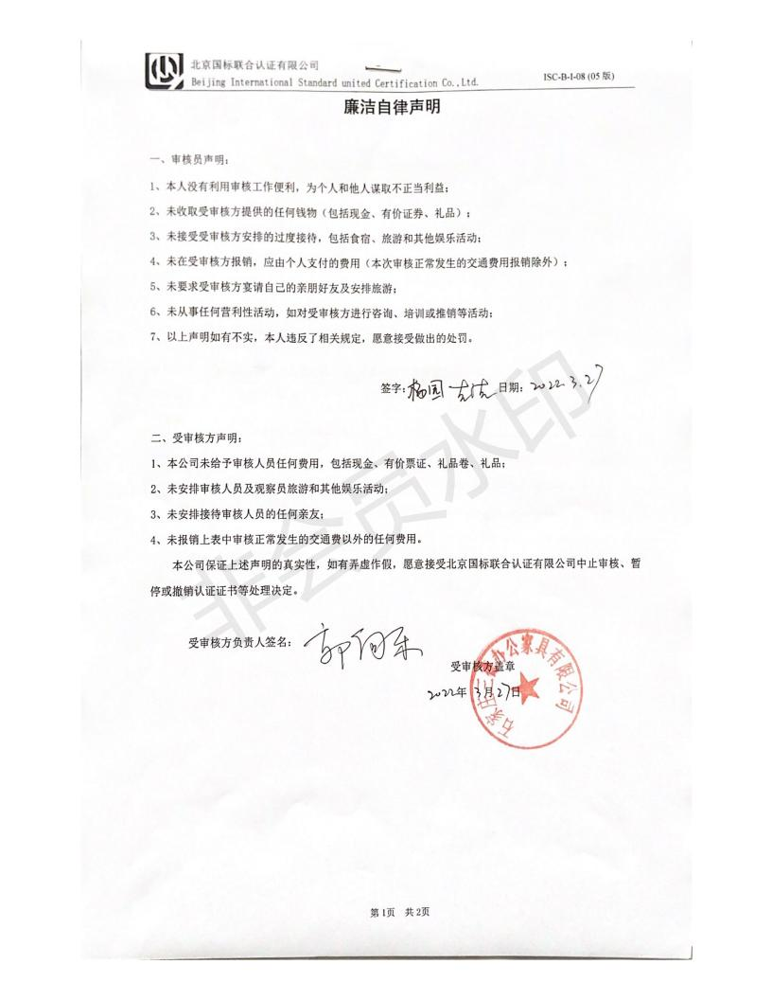 北京国标联合认证有限公司
Beijing International Standard united Certification Co.,Ltd.
ISC-B-I-08 (05 版)
廉洁自律声明
一、审核员声明：
1、本人没有利用审核工作便利，为个人和他人谋取不正当利益；
2、未收取受审核方提供的任何钱物（包括现金、有价证券、礼品）；
3、未接受受审核方安排的过度接待，包括食宿、旅游和其他娱乐活动；
4、未在受审核方报销，应由个人支付的费用（本次审核正常发生的交通费用报销除外）；
5、未要求受审核方宴请自己的亲朋好友及安排旅游；
6、未从事任何营利性活动，如对受审核方进行咨询、培训或推销等活动；
7、以上声明如有不实，本人违反了相关规定，愿意接受做出的处罚。
签字： 日期：2022.3.27
二、受审核方声明：
1、本公司未给予审核人员任何费用，包括现金、有价票证、礼品卷、礼品；
2、未安排审核人员及观察员旅游和其他娱乐活动；
3、未安排接待审核人员的任何亲友；
4、未报销上表中审核正常发生的交通费以外的任何费用。
本公司保证上述声明的真实性，如有弄虚作假，愿意接受北京国标联合认证有限公司中止审核、暂
停或撤销认证证书等处理决定。
受审核方负责人签名：
受审核方盖章
2022年3月27日
办公家具有限公司
石家庄
非会员水印
第1页 共2页